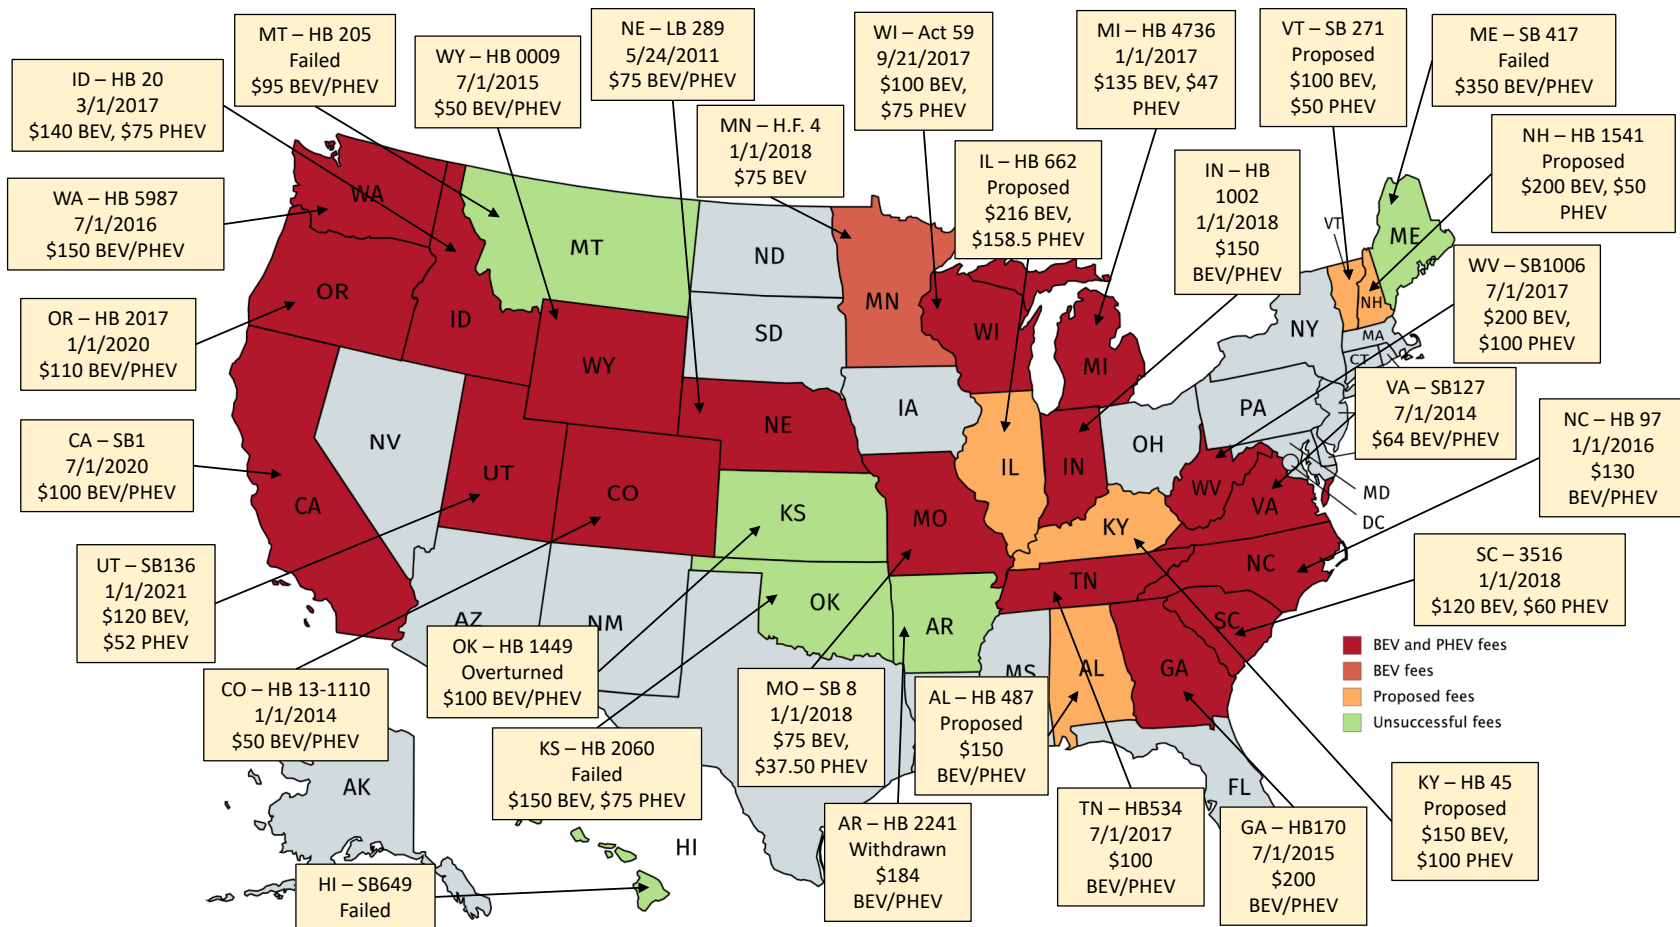 MT – HB 205
Failed
$95 BEV/PHEV
WY – HB 0009
7/1/2015
$50 BEV/PHEV
NE – LB 289
5/24/2011
$75 BEV/PHEV
WI – Act 59
9/21/2017
$100 BEV,
$75 PHEV
MI – HB 4736
1/1/2017
$135 BEV, $47
PHEV
VT – SB 271
Proposed
$100 BEV,
$50 PHEV
ME – SB 417
Failed
$350 BEV/PHEV
ID – HB 20
3/1/2017
$140 BEV, $75 PHEV
MN – H.F. 4
1/1/2018
$75 BEV
IL – HB 662
Proposed
$216 BEV,
$158.5 PHEV
IN – HB
1002
1/1/2018
$150
BEV/PHEV
NH – HB 1541
Proposed
$200 BEV, $50
PHEV
WA – HB 5987
7/1/2016
$150 BEV/PHEV
WV – SB1006
7/1/2017
$200 BEV,
$100 PHEV
OR – HB 2017
1/1/2020
$110 BEV/PHEV
VA – SB127
7/1/2014
$64 BEV/PHEV
NC – HB 97
1/1/2016
$130
BEV/PHEV
CA – SB1
7/1/2020
$100 BEV/PHEV
UT – SB136
1/1/2021
$120 BEV,
$52 PHEV
SC – 3516
1/1/2018
$120 BEV, $60 PHEV
CO – HB 13-1110
1/1/2014
$50 BEV/PHEV
OK – HB 1449
Overturned
$100 BEV/PHEV
KS – HB 2060
Failed
$150 BEV, $75 PHEV
MO – SB 8
1/1/2018
$75 BEV,
$37.50 PHEV
AL – HB 487
Proposed
$150
BEV/PHEV
AR – HB 2241
Withdrawn
$184
BEV/PHEV
TN – HB534
7/1/2017
$100
BEV/PHEV
GA – HB170
7/1/2015
$200
BEV/PHEV
KY – HB 45
Proposed
$150 BEV,
$100 PHEV
HI – SB649
Failed
WA
MT
ND
MN
VT
ME
NH
OR
ID
SD
WI
NY
MA
CT
WY
MI
IA
PA
NV
NE
OH
UT
CO
IL
IN
WV
MD
DC
CA
KS
MO
KY
VA
AZ
NM
OK
AR
TN
NC
SC
MS
AL
GA
AK
HI
FL
BEV and PHEV fees
BEV fees
Proposed fees
Unsuccessful fees